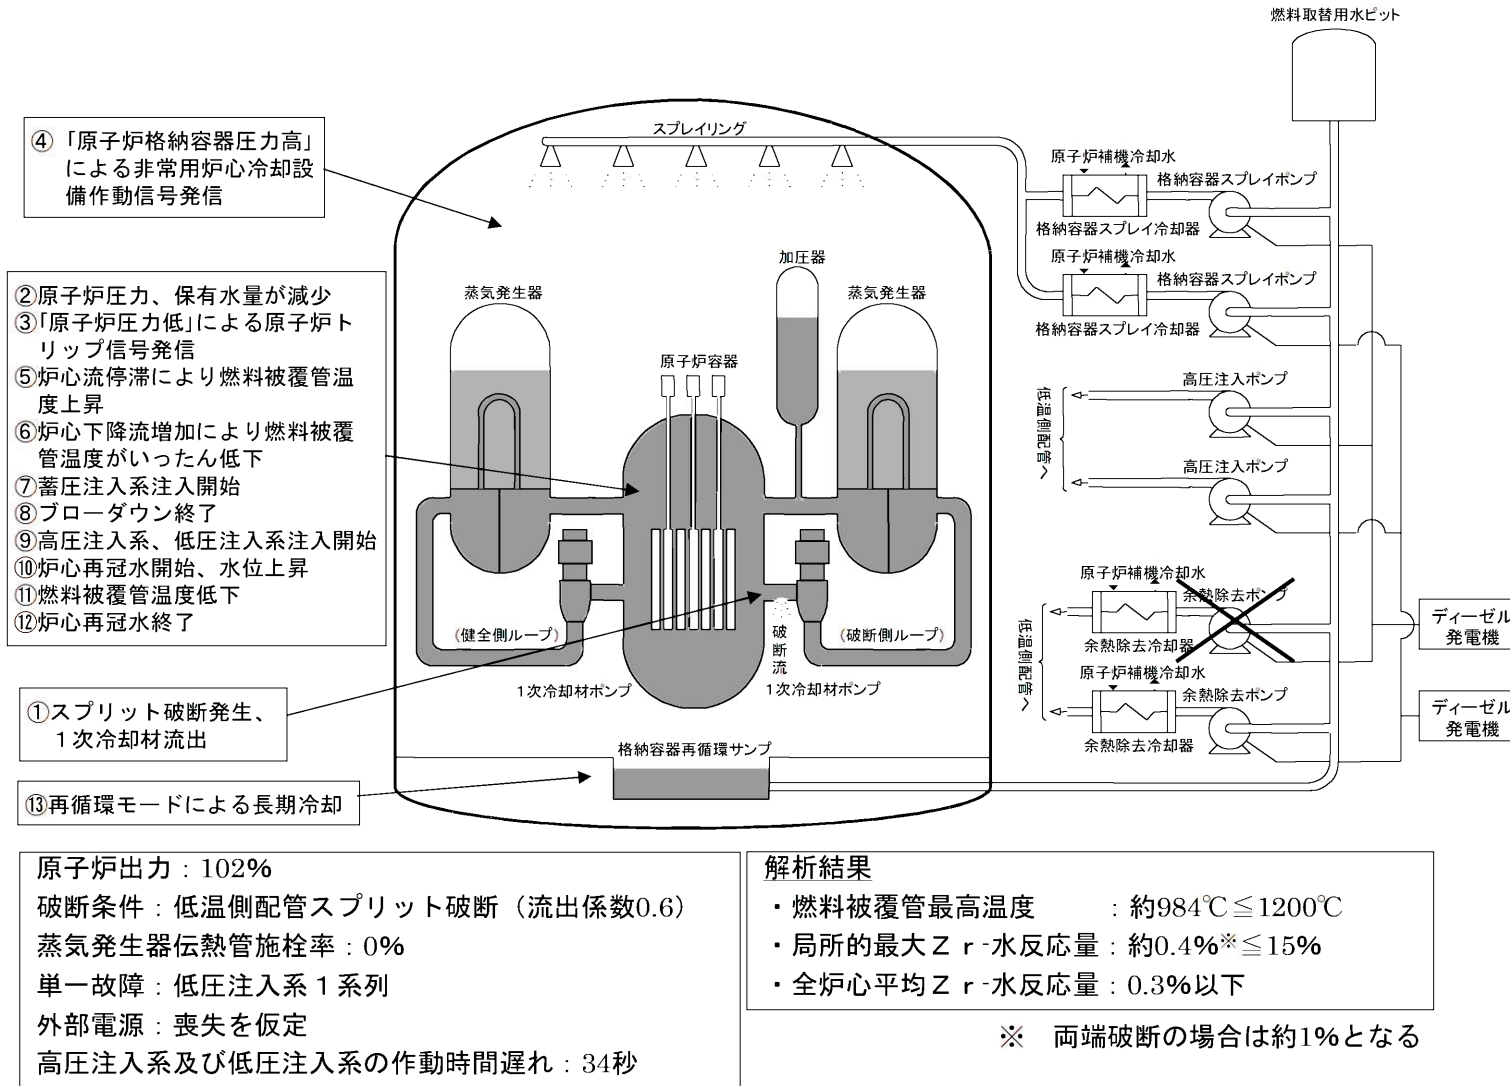 燃料取替用水ピット
④「原子炉格納容器圧力高」
による非常用炉心冷却設
備作動信号発信
②原子炉圧力、保有水量が減少
③「原子炉圧力低」による原子炉ト
リップ信号発信
⑤炉心流停滞により燃料被覆管温
度上昇
⑥炉心下降流増加により燃料被覆
管温度がいったん低下
⑦蓄圧注入系注入開始
⑧ブローダウン終了
⑨高圧注入系、低圧注入系注入開始
⑩炉心再冠水開始、水位上昇
⑪燃料被覆管温度低下
⑫炉心再冠水終了
①スプリット破断発生、
1次冷却材流出
⑬再循環モードによる長期冷却
スプレイリング
加圧器
蒸気発生器
蒸気発生器
原子炉容器
(健全側ループ)
破断流
(破断側ループ)
1次冷却材ポンプ
1次冷却材ポンプ
格納容器再循環サンプ
原子炉補機冷却水
格納容器スプレイポンプ
格納容器スプレイ冷却器
原子炉補機冷却水
格納容器スプレイポンプ
格納容器スプレイ冷却器
高圧注入ポンプ
低温側配管へ
高圧注入ポンプ
原子炉補機冷却水
余熱除去ポンプ
余熱除去冷却器
低温側配管へ
原子炉補機冷却水
余熱除去ポンプ
余熱除去冷却器
ディーゼル
発電機
ディーゼル
発電機
原子炉出力:102%
破断条件:低温側配管スプリット破断(流出係数0.6)
蒸気発生器伝熱管施栓率:0%
単一故障:低圧注入系1系列
外部電源:喪失を仮定
高圧注入系及び低圧注入系の作動時間遅れ:34秒
解析結果
・燃料被覆管最高温度 :約984℃≦1200℃
・局所的最大Zr-水反応量:約0.4%※≦15%
・全炉心平均Zr-水反応量:0.3%以下
※ 両端破断の場合は約1%となる